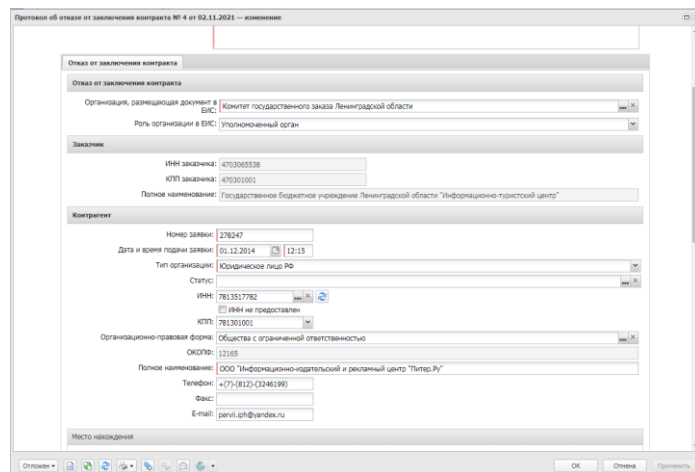 Протокол об отказе от заключения контракта № 4 от 02.11.2021 — изменение
Отказ от заключения контракта
Отказ от заключения контракта
Организация, размещающая документ в ЕИС: Комитет государственного заказа Ленинградской области
Роль организации в ЕИС: Уполномоченный орган
Заказчик
ИНН заказчика: 4703065538
КПП заказчика: 470301001
Полное наименование: Государственное бюджетное учреждение Ленинградской области "Информационно-туристский центр"
Контрагент
Номер заявки: 278247
Дата и время подачи заявки: 01.12.2014 12:15
Тип организации: Юридическое лицо РФ
Статус:
ИНН: 7813517782
ИНН не предоставлен
КПП: 781301001
Организационно-правовая форма: Общества с ограниченной ответственностью
ОКОПФ: 12165
Полное наименование: ООО "Информационно-издательский и рекламный центр "Питер.Ру"
Телефон: +(7)-(812)-(3246199)
Факс:
E-mail: pervii.iph@yandex.ru
Место нахождения
Отложен
ОК Отмена Применить